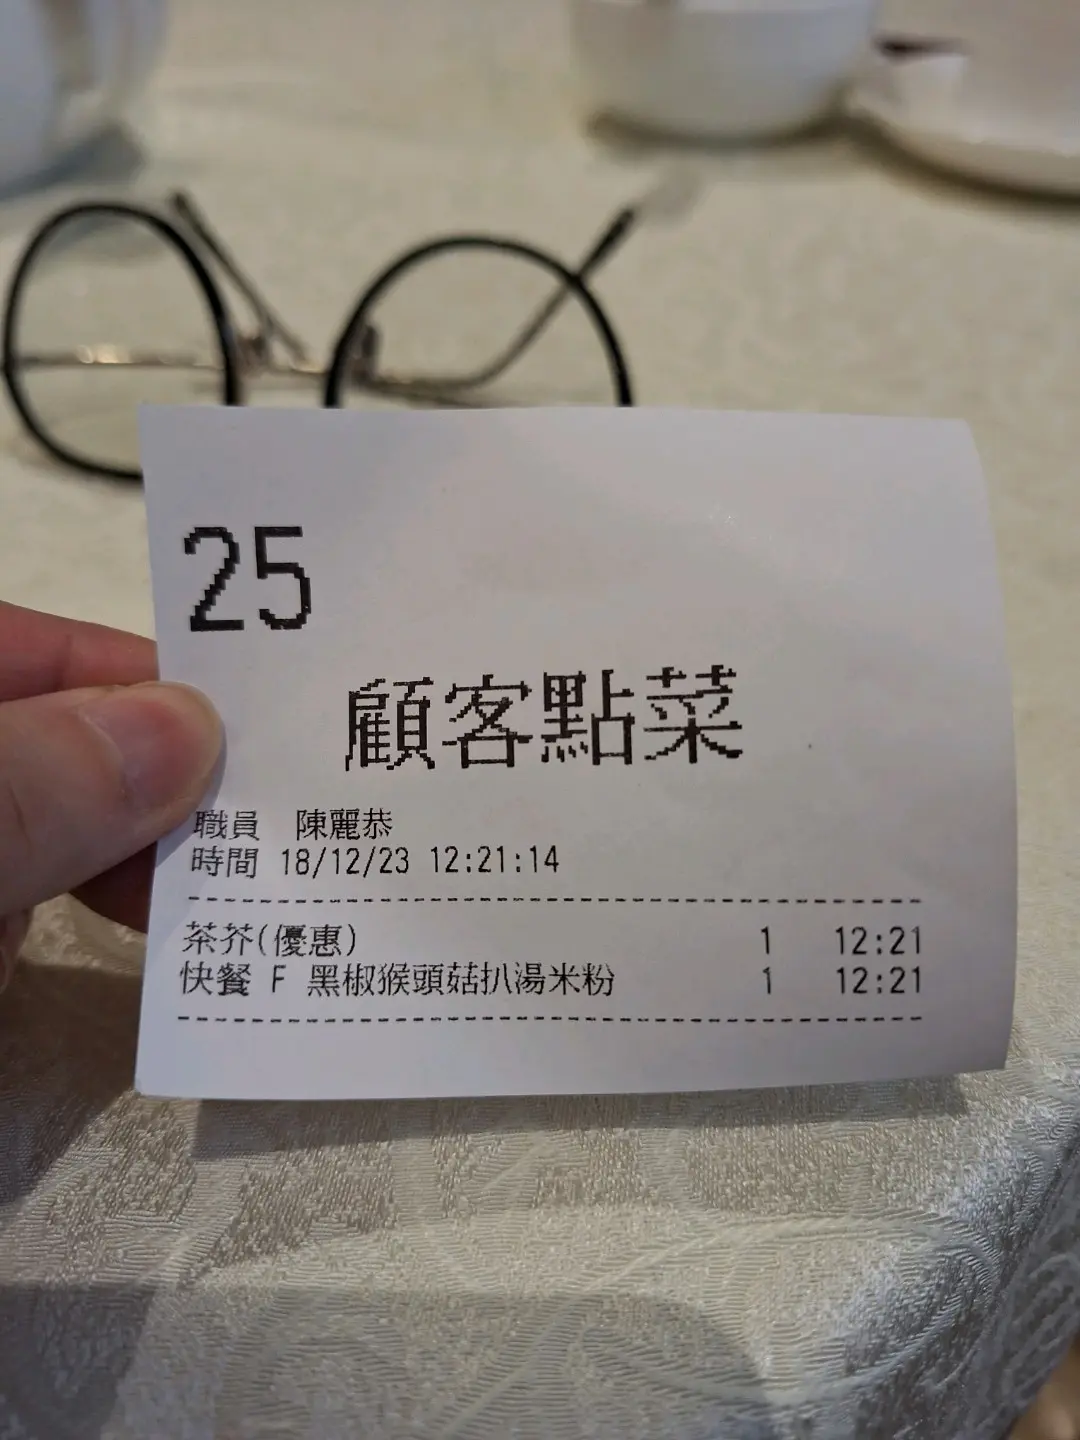 25
顧客點菜
職員 陳麗恭
時間 18/12/23 12:21:14
茶芥(優惠) 1 12:21
快餐 F 黑椒猴頭菇扒湯米粉 1 12:21